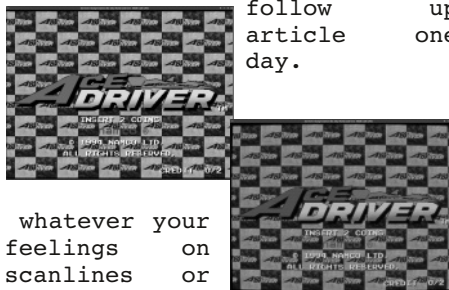 follow up
article one
day.
ACE
DRIVER
TM
INSERT 2 COINS
© 1994 NAMCO LTD.
ALL RIGHTS RESERVED.
CREDIT 0/2
ACE
DRIVER
INSERT 2 COINS
© 1994 NAMCO LTD.
ALL RIGHTS RESERVED.
CREDIT 0/2
whatever your
feelings on
scanlines or